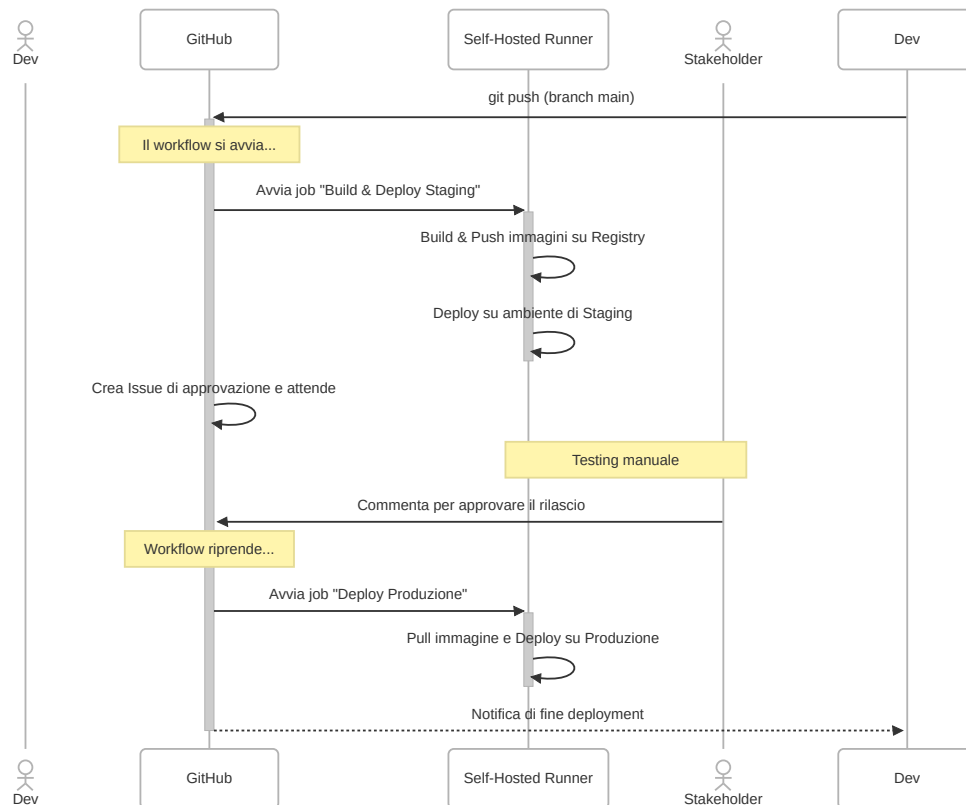 Dev
GitHub
Self-Hosted Runner
Stakeholder
Dev
git push (branch main)
Il workflow si avvia...
Avvia job "Build & Deploy Staging"
Build & Push immagini su Registry
Deploy su ambiente di Staging
Crea Issue di approvazione e attende
Testing manuale
Commenta per approvare il rilascio
Workflow riprende...
Avvia job "Deploy Produzione"
Pull immagine e Deploy su Produzione
Notifica di fine deployment
Dev
GitHub
Self-Hosted Runner
Stakeholder
Dev